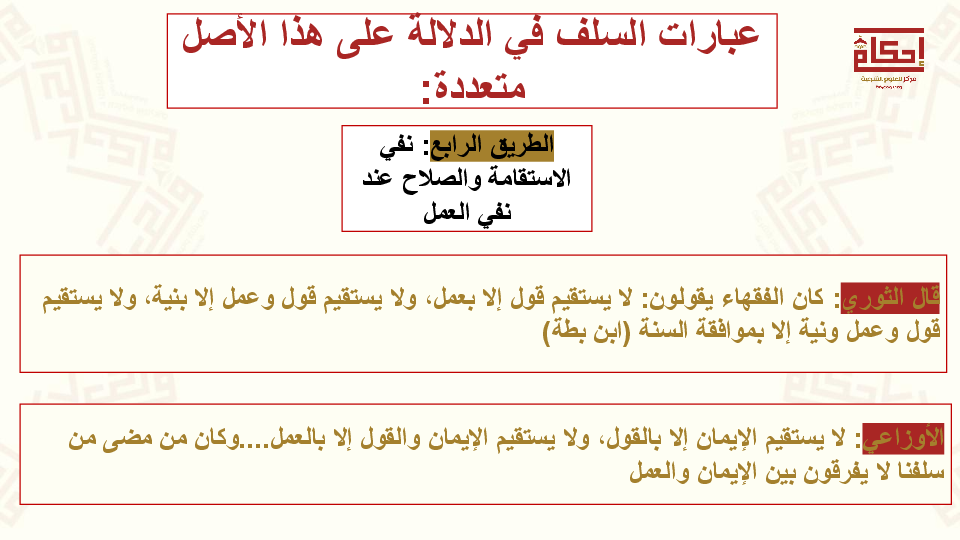 عبارات السلف في الدلالة على هذا الأصل
متعددة:
إحكام
مركز للعلوم الشرعية
الطريق الرابع: نفي
الاستقامة والصلاح عند
نفي العمل
قال الثوري: كان الفقهاء يقولون: لا يستقيم قول إلا بعمل، ولا يستقيم قول وعمل إلا بنية، ولا يستقيم
قول وعمل ونية إلا بموافقة السنة (ابن بطة)
الأوزاعي: لا يستقيم الإيمان إلا بالقول، ولا يستقيم الإيمان والقول إلا بالعمل....وكان من مضى من
سلفنا لا يفرقون بين الإيمان والعمل